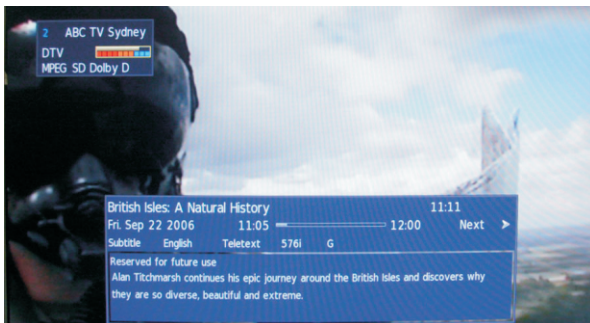 2 ABC TV Sydney
DTV
MPEG SD Dolby D
British Isles: A Natural History 11:11
Fri. Sep 22 2006 11:05 12:00 Next
Subtitle English Teletext 576i G
Reserved for future use
Alan Titchmarsh continues his epic journey around the British Isles and discovers why
they are so diverse, beautiful and extreme.